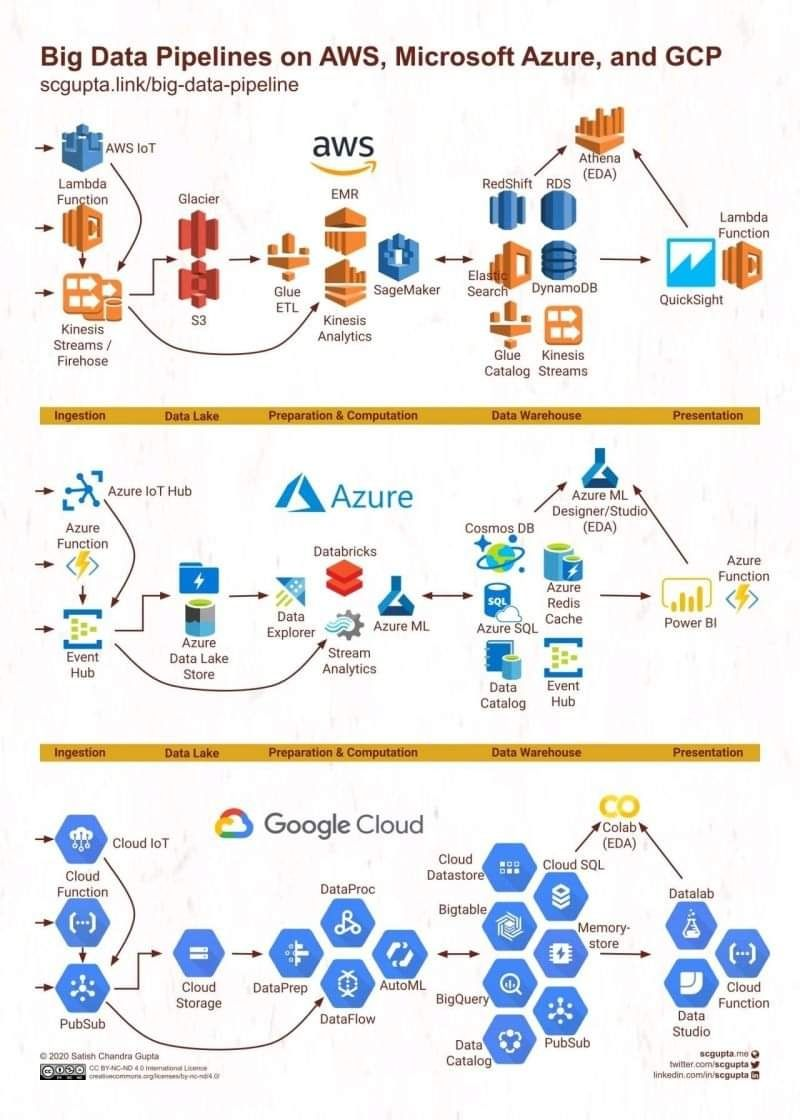 Big Data Pipelines on AWS, Microsoft Azure, and GCP
scgupta.link/big-data-pipeline
AWS IoT
Lambda
Function
Kinesis
Streams /
Firehose
Glacier
S3
aws
Glue
ETL
EMR
Kinesis
Analytics
SageMaker
RedShift
RDS
Elastic
Search
DynamoDB
Glue
Catalog
Kinesis
Streams
Athena
(EDA)
QuickSight
Lambda
Function
Ingestion
Data Lake
Preparation & Computation
Data Warehouse
Presentation
Azure IoT Hub
Azure
Function
Event
Hub
Azure
Data Lake
Store
Azure
Data
Explorer
Databricks
Stream
Analytics
Azure ML
Cosmos DB
Azure
Redis
Cache
SQL
Azure SQL
Data
Catalog
Event
Hub
Azure ML
Designer/Studio
(EDA)
Power BI
Azure
Function
Ingestion
Data Lake
Preparation & Computation
Data Warehouse
Presentation
Cloud IoT
Cloud
Function
PubSub
Cloud
Storage
Google Cloud
DataPrep
DataProc
DataFlow
AutoML
Cloud
Datastore
Cloud SQL
Bigtable
Memory-
store
BigQuery
PubSub
Data
Catalog
Colab
(EDA)
Datalab
Cloud
Function
Data
Studio
© 2020 Satish Chandra Gupta
CC BY-NC-ND 4.0 International Licence
creativecommons.org/licenses/by-nc-nd/4.0/
scgupta.me
twitter.com/scgupta
linkedin.com/in/scgupta